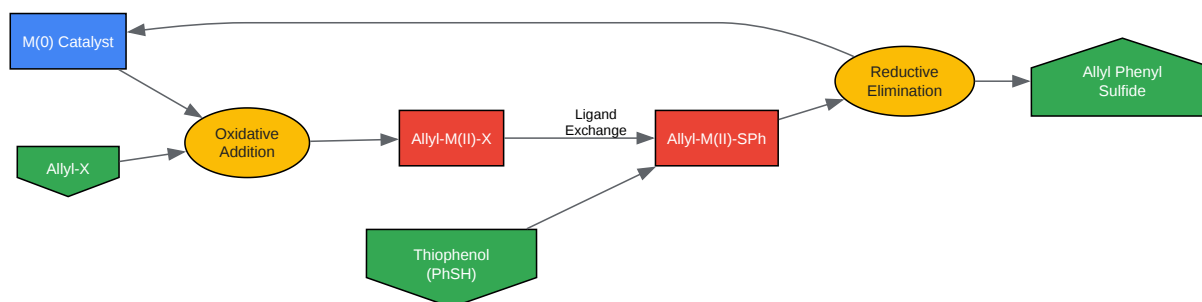 M(0) Catalyst
Allyl-X
Oxidative
Addition
Allyl-M(II)-X
Ligand
Exchange
Thiophenol
(PhSH)
Allyl-M(II)-SPh
Reductive
Elimination
Allyl Phenyl
Sulfide